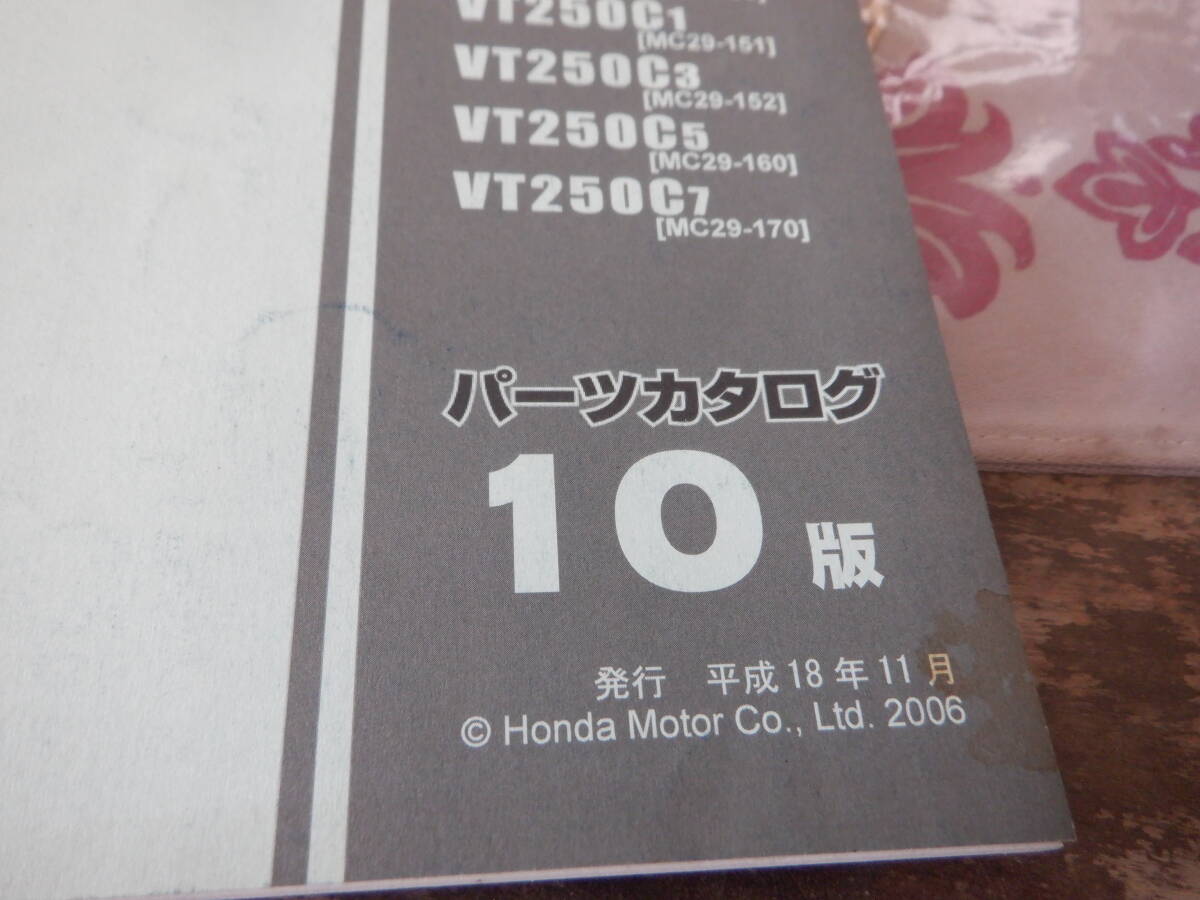 VT250C1
[MC29-151]
VT250C3
[MC29-152]
VT250C5
[MC29-160]
VT250C7
[MC29-170]
パーツカタログ
10版
発行　平成18年11月
© Honda Motor Co., Ltd. 2006